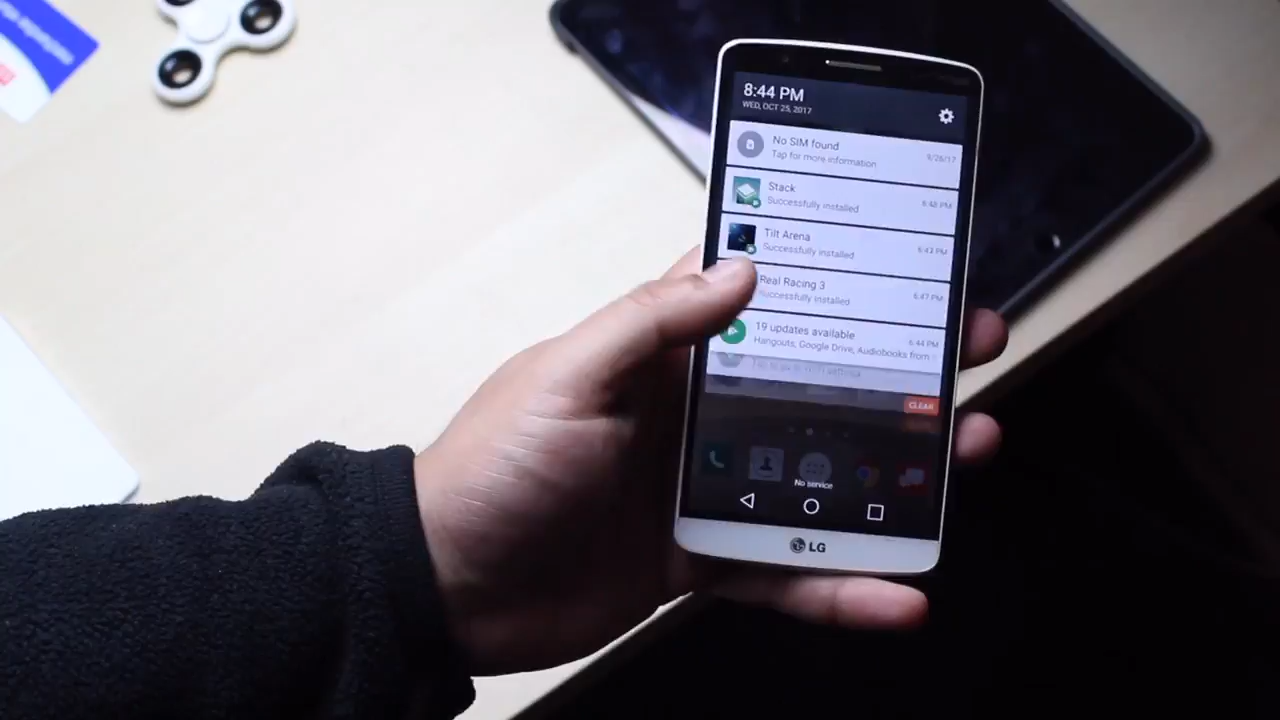 8:44 PM
WED, OCT 25, 2017
No SIM found
9/26/17
Tap for more information
Stack
6:48 PM
Successfully installed
Tilt Arena
6:47 PM
Successfully installed
Real Racing 3
6:47 PM
Successfully installed
19 updates available
6:44 PM
Hangouts, Google Drive, Audiobooks from
CLEAR
No service
LG